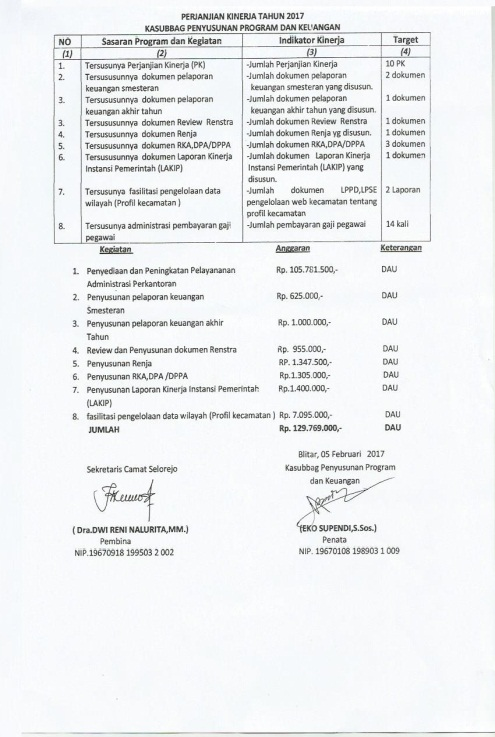 PERJANJIAN KINERJA TAHUN 2017
KASUBBAG PENYUSUNAN PROGRAM DAN KEUANGAN
NO Sasaran Program dan Kegiatan Indikator Kinerja Target
(1) (2) (3) (4)
1. Tersusunya Perjanjian Kinerja (PK) -Jumlah Perjanjian Kinerja 10 PK
2. Tersususunnya dokumen pelaporan -Jumlah dokumen pelaporan 2 dokumen
keuangan smesteran keuangan smesteran yang disusun.
3. Tersususunnya dokumen pelaporan -Jumlah dokumen pelaporan 1 dokumen
keuangan akhir tahun keuangan akhir tahun yang disusun.
3. Tersususunnya dokumen Review Renstra -Jumlah dokumen Review Renstra 1 dokumen
4. Tersususunnya dokumen Renja -Jumlah dokumen Renja yg disusun. 1 dokumen
5. Tersususunnya dokumen RKA,DPA/DPPA -Jumlah dokumen RKA,DPA/DPPA 3 dokumen
6. Tersususunnya dokumen Laporan Kinerja -Jumlah dokumen Laporan Kinerja 1 dokumen
Instansi Pemerintah (LAKIP) Instansi Pemerintah (LAKIP) yang
disusun.
7. Tersusunya fasilitasi pengelolaan data -Jumlah dokumen LPPD,LPSE 2 Laporan
wilayah (Profil kecamatan ) pengelolaan web kecamatan tentang
profil kecamatan
8. Tersusunya administrasi pembayaran gaji -Jumlah pembayaran gaji pegawai 14 kali
pegawai
Kegiatan Anggaran Keterangan
1. Penyediaan dan Peningkatan Pelayananan Rp. 105.781.500,- DAU
Administrasi Perkantoran
2. Penyusunan pelaporan keuangan Rp. 625.000,- DAU
Smesteran
3. Penyusunan pelaporan keuangan akhir Rp. 1.000.000,- DAU
Tahun
4. Review dan Penyusunan dokumen Renstra Rp. 955.000,- DAU
5. Penyusunan Renja RP. 1.347.500,- DAU
6. Penyusunan RKA,DPA /DPPA Rp.1.305.000,- DAU
7. Penyusunan Laporan Kinerja Instansi Pemerintah Rp.1.400.000,- DAU
(LAKIP)
8. fasilitasi pengelolaan data wilayah (Profil kecamatan ) Rp. 7.095.000,- DAU
JUMLAH Rp. 129.769.000,- DAU
Blitar, 05 Februari 2017
Sekretaris Camat Selorejo Kasubbag Penyusunan Program
dan Keuangan
( Dra.DWI RENI NALURITA,MM.) (EKO SUPENDI,S.Sos.)
Pembina Penata
NIP.19670918 199503 2 002 NIP. 19670108 198903 1 009